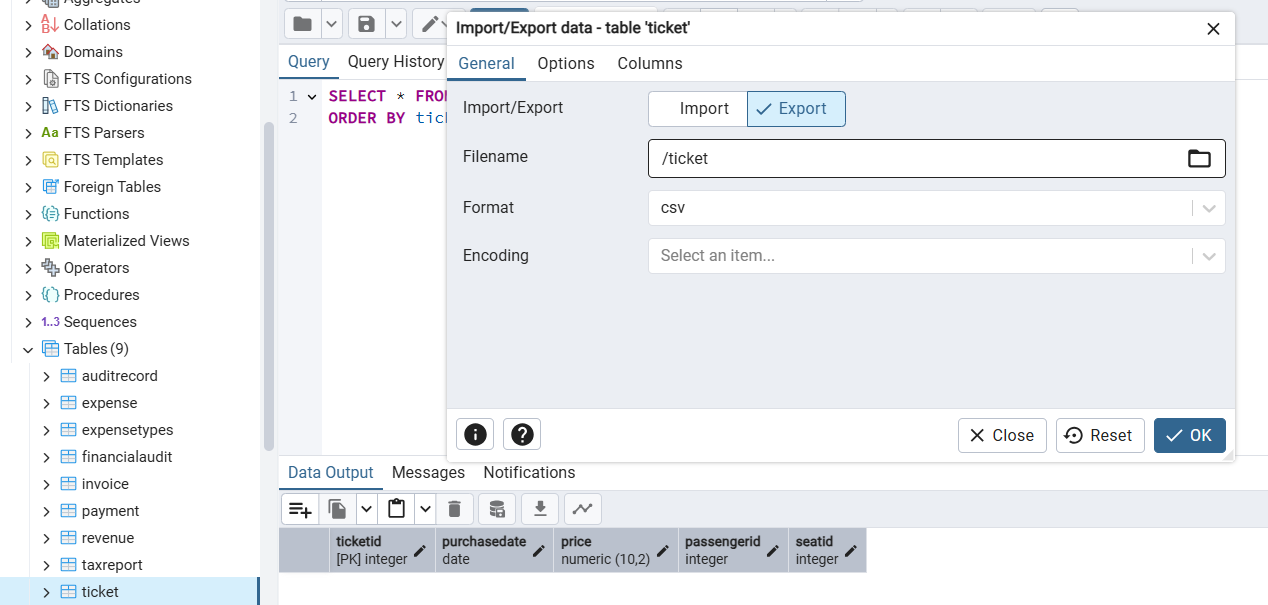 Aggregates
Collations
Domains
FTS Configurations
FTS Dictionaries
Aa FTS Parsers
FTS Templates
Foreign Tables
Functions
Materialized Views
Operators
Procedures
1..3 Sequences
Tables (9)
auditrecord
expense
expensetypes
financialaudit
invoice
payment
revenue
taxreport
ticket
Query Query History
1 SELECT * FRO
2 ORDER BY tic
Import/Export data - table 'ticket'
General Options Columns
Import/Export Import Export
Filename /ticket
Format csv
Encoding Select an item...
Close Reset OK
Data Output Messages Notifications
ticketid purchasedate price passengerid seatid
[PK] integer date numeric (10,2) integer integer